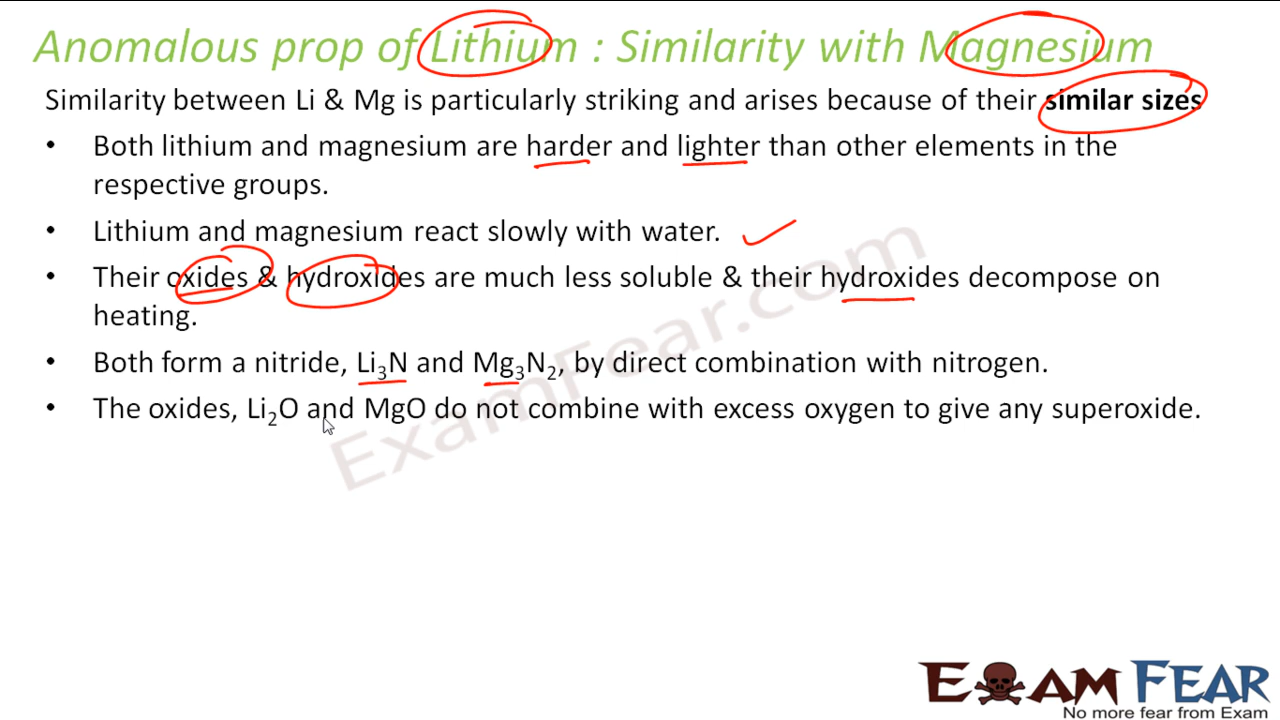 Anomalous prop of Lithium : Similarity with Magnesium
Similarity between Li & Mg is particularly striking and arises because of their similar sizes
• Both lithium and magnesium are harder and lighter than other elements in the
respective groups.
• Lithium and magnesium react slowly with water.
• Their oxides & hydroxides are much less soluble & their hydroxides decompose on
heating.
• Both form a nitride, Li₃N and Mg₃N₂, by direct combination with nitrogen.
• The oxides, Li₂O and MgO do not combine with excess oxygen to give any superoxide.
ExamFear.com
EXAM FEAR
No more fear from Exam